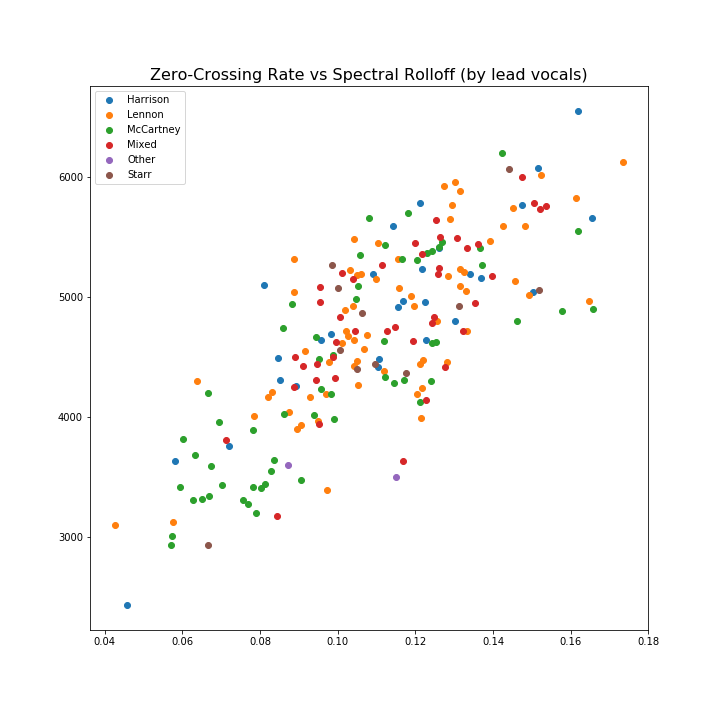 Zero-Crossing Rate vs Spectral Rolloff (by lead vocals)
Harrison
Lennon
McCartney
Mixed
Other
Starr
6000
5000
4000
3000
0.04 0.06 0.08 0.10 0.12 0.14 0.16 0.18